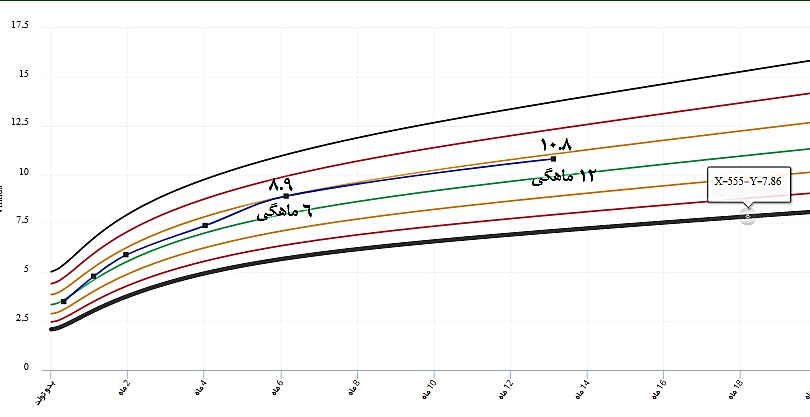 17.5
15
12.5
10
7.5
5
2.5
0
۱۰.۸
۱۲ ماهگی
۸.۹
۶ ماهگی
X=555-Y=7.86
بدو تولد
2 ماه
4 ماه
6 ماه
8 ماه
10 ماه
12 ماه
14 ماه
16 ماه
18 ماه